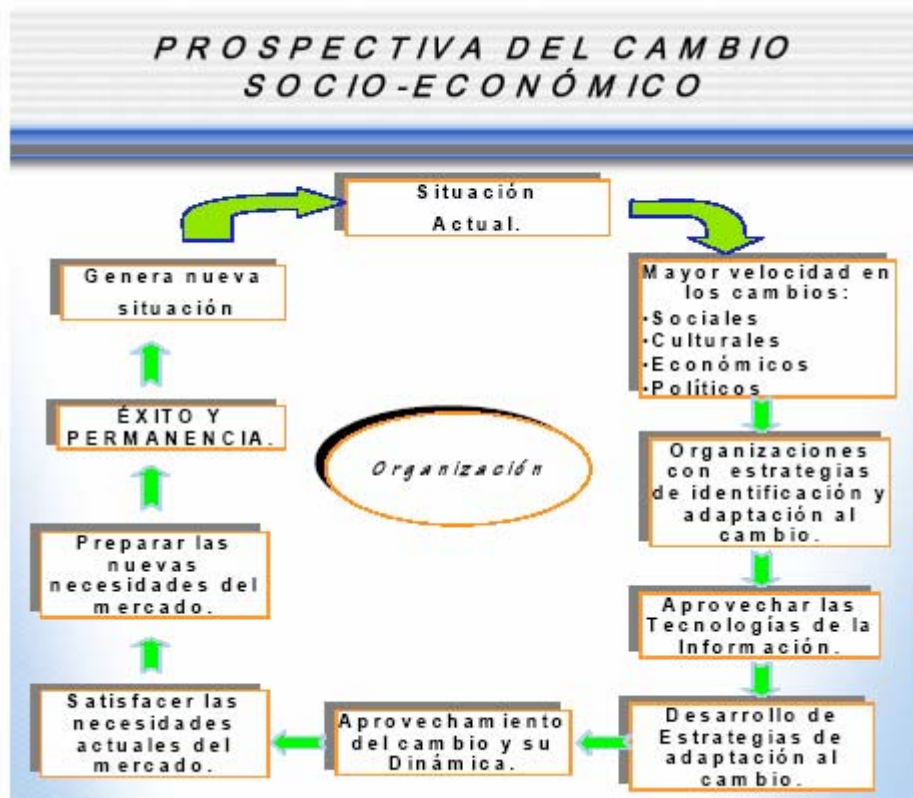 PROSPECTIVA DEL CAMBIO
SOCIO-ECONÓMICO
Situación
Actual.
Mayor velocidad en
los cambios:
•Sociales
•Culturales
•Económicos
•Políticos
Organizaciones
con estrategias
de identificación y
adaptación al
cambio.
Aprovechar las
Tecnologías de la
Información.
Desarrollo de
Estrategias de
adaptación al
cambio.
Aprovechamiento
del cambio y su
Dinámica.
Satisfacer las
necesidades
actuales del
mercado.
Preparar las
nuevas
necesidades del
mercado.
ÉXITO Y
PERMANENCIA.
Genera nueva
situación
Organización